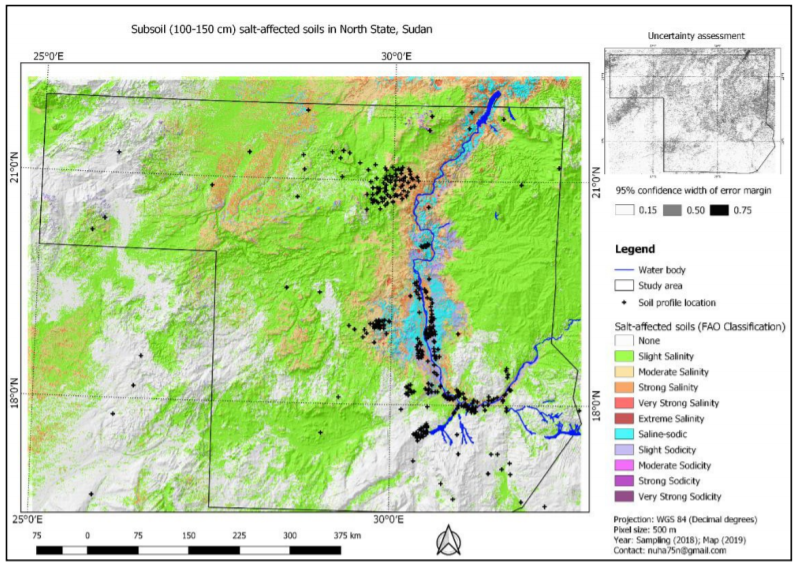 Subsoil (100-150 cm) salt-affected soils in North State, Sudan
25°0'E
30°0'E
21°0'N
21°0'N
18°0'N
18°0'N
25°0'E
30°0'E
75 0 75 150 225 300 375 km
Uncertainty assessment
95% confidence width of error margin
0.15 0.50 0.75
Legend
Water body
Study area
Soil profile location
Salt-affected soils (FAO Classification)
None
Slight Salinity
Moderate Salinity
Strong Salinity
Very Strong Salinity
Extreme Salinity
Saline-sodic
Slight Sodicity
Moderate Sodicity
Strong Sodicity
Very Strong Sodicity
Projection: WGS 84 (Decimal degrees)
Pixel size: 500 m
Year: Sampling (2018); Map (2019)
Contact: nuha75n@gmail.com